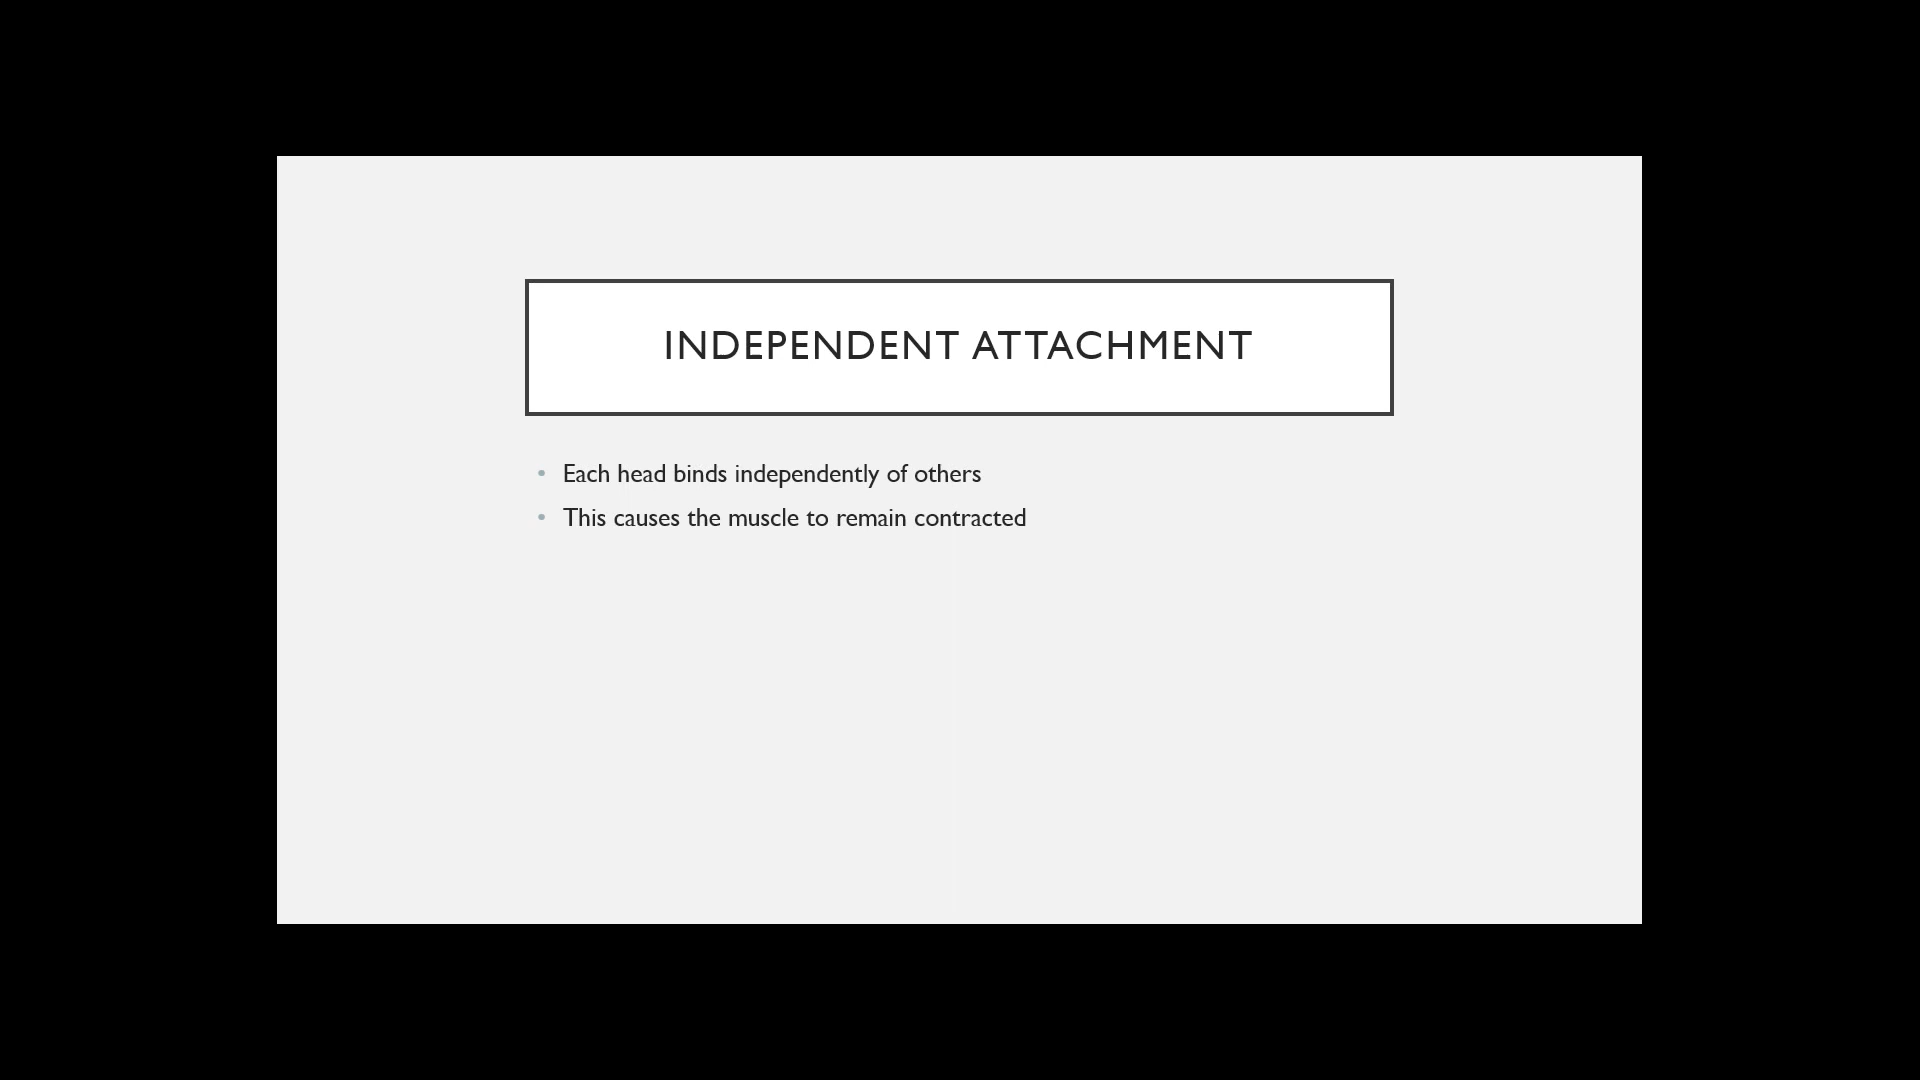 INDEPENDENT ATTACHMENT
• Each head binds independently of others
• This causes the muscle to remain contracted